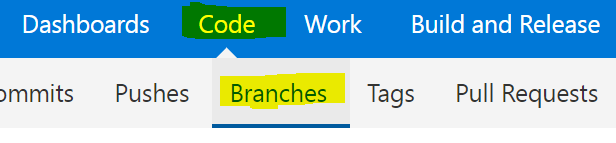 Dashboards Code Work Build and Release
ommits Pushes Branches Tags Pull Requests